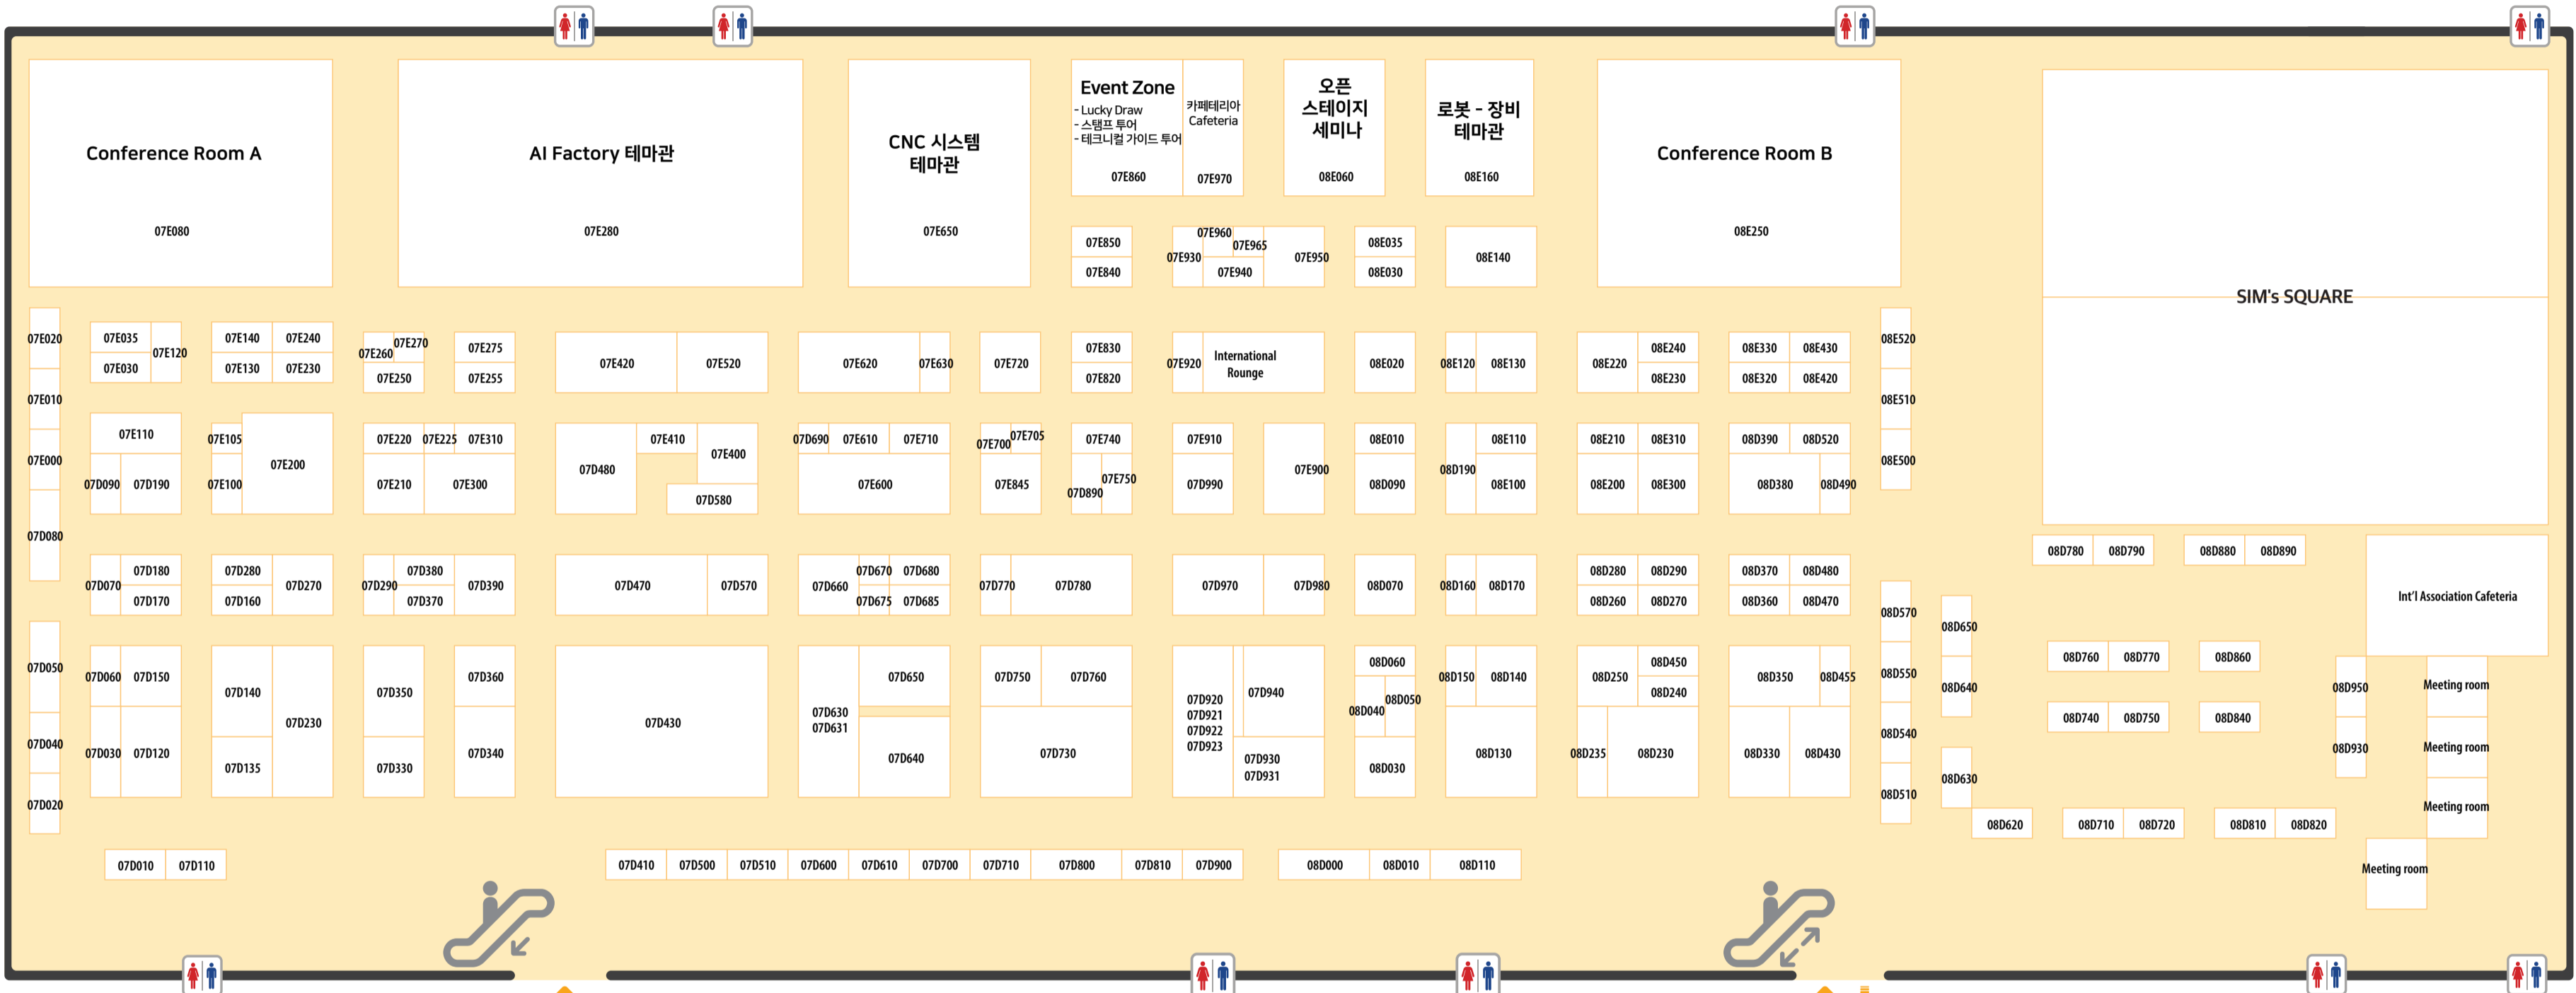 Conference Room A
07E080
AI Factory 테마관
07E280
CNC 시스템
테마관
07E650
Event Zone
- Lucky Draw
- 스탬프 투어
- 테크니컬 가이드 투어
07E860
카페테리아
Cafeteria
07E970
오픈
스테이지
세미나
08E060
로봇 - 장비
테마관
08E160
Conference Room B
08E250
SIM's SQUARE
07E850
07E840
07E930
07E960
07E965
07E940
07E950
08E035
08E030
08E140
07E020
07E010
07E000
07D080
07E035
07E030
07E120
07E140
07E240
07E130
07E230
07E260
07E270
07E250
07E275
07E255
07E420
07E520
07E620
07E630
07E720
07E830
07E820
07E920
International
Rounge
08E020
08E120
08E130
08E220
08E240
08E230
08E330
08E430
08E320
08E420
08E520
08E510
08E500
07E110
07D090
07D190
07E105
07E100
07E200
07E220
07E225
07E310
07E210
07E300
07D480
07E410
07E400
07D580
07D690
07E610
07E710
07E600
07E700
07E705
07E845
07E740
07D890
07E750
07E910
07D990
07E900
08E010
08D090
08D190
08E110
08E100
08E210
08E310
08E200
08E300
08D390
08D520
08D380
08D490
07D070
07D180
07D170
07D280
07D160
07D270
07D290
07D380
07D370
07D390
07D470
07D570
07D660
07D670
07D680
07D675
07D685
07D770
07D780
07D970
07D980
08D070
08D160
08D170
08D280
08D290
08D260
08D270
08D370
08D480
08D360
08D470
08D780
08D790
08D880
08D890
Int'l Association Cafeteria
08D570
08D550
08D540
08D510
08D650
08D640
08D630
08D620
08D760
08D770
08D860
08D740
08D750
08D840
08D950
08D930
Meeting room
Meeting room
Meeting room
Meeting room
08D710
08D720
08D810
08D820
07D050
07D040
07D020
07D060
07D150
07D030
07D120
07D140
07D135
07D230
07D350
07D330
07D360
07D340
07D430
07D630
07D631
07D650
07D640
07D750
07D760
07D730
07D920
07D921
07D922
07D923
07D940
07D930
07D931
08D060
08D040
08D050
08D030
08D150
08D140
08D130
08D250
08D450
08D240
08D235
08D230
08D350
08D455
08D330
08D430
07D010
07D110
07D410
07D500
07D510
07D600
07D610
07D700
07D710
07D800
07D810
07D900
08D000
08D010
08D110